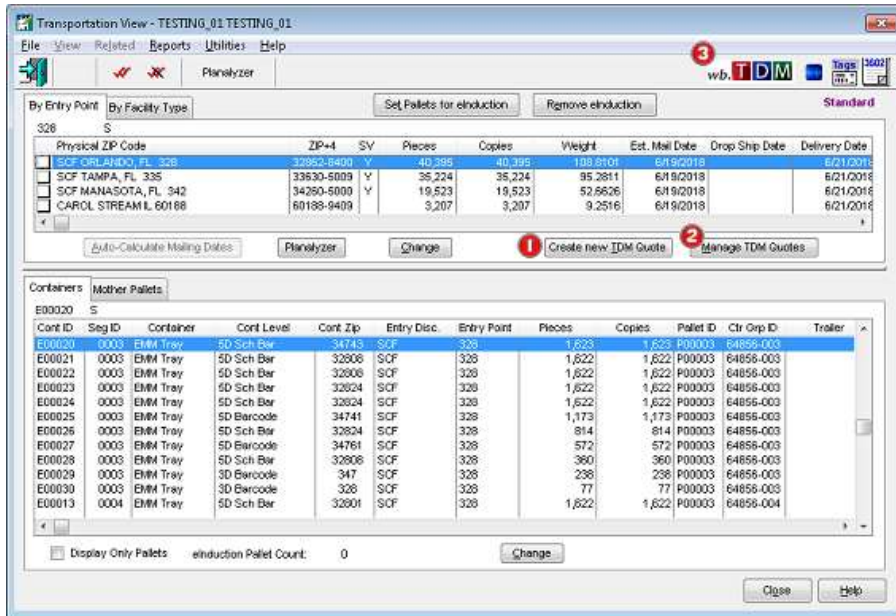 Transportation View - TESTING_01 TESTING_01
File View Related Reports Utilities Help
Planalyzer 3 wb. TDM Tags 3602
By Entry Point By Facility Type Set Pallets for eInduction Remove eInduction Standard
328 S
Physical ZIP Code ZIP+4 SV Pieces Copies Weight Est. Mail Date Drop Ship Date Delivery Date
SCF ORLANDO, FL 328 32862-8400 Y 40,395 40,395 108.8101 6/19/2018 6/21/2018
SCF TAMPA, FL 335 33630-5009 Y 35,224 35,224 95.2811 6/19/2018 6/21/2018
SCF MANASOTA, FL 342 34260-5000 Y 19,523 19,523 52.6626 6/19/2018 6/21/2018
CAROL STREAM IL 60188 60188-9409 3,207 3,207 9.2516 6/19/2018 6/21/2018
Auto-Calculate Mailing Dates Planalyzer Change 1 Create new TDM Quote 2 Manage TDM Quotes
Containers Mother Pallets
E00020 S
Cont ID Seg ID Container Cont Level Cont Zip Entry Disc. Entry Point Pieces Copies Pallet ID Ctr Grp ID Trailer
E00020 0003 EMM Tray 5D Sch Bar 34743 SCF 328 1,623 1,623 P00003 64856-003
E00021 0003 EMM Tray 5D Sch Bar 32808 SCF 328 1,622 1,622 P00003 64856-003
E00022 0003 EMM Tray 5D Sch Bar 32808 SCF 328 1,622 1,622 P00003 64856-003
E00023 0003 EMM Tray 5D Sch Bar 32824 SCF 328 1,622 1,622 P00003 64856-003
E00024 0003 EMM Tray 5D Sch Bar 32824 SCF 328 1,622 1,622 P00003 64856-003
E00025 0003 EMM Tray 5D Barcode 34741 SCF 328 1,173 1,173 P00003 64856-003
E00026 0003 EMM Tray 5D Sch Bar 32824 SCF 328 814 814 P00003 64856-003
E00027 0003 EMM Tray 5D Barcode 34761 SCF 328 572 572 P00003 64856-003
E00028 0003 EMM Tray 5D Sch Bar 32808 SCF 328 360 360 P00003 64856-003
E00029 0003 EMM Tray 3D Barcode 347 SCF 328 238 238 P00003 64856-003
E00030 0003 EMM Tray 3D Barcode 328 SCF 328 77 77 P00003 64856-003
E00013 0004 EMM Tray 5D Sch Bar 32801 SCF 328 1,622 1,622 P00003 64856-004
Display Only Pallets eInduction Pallet Count: 0 Change
Close Help